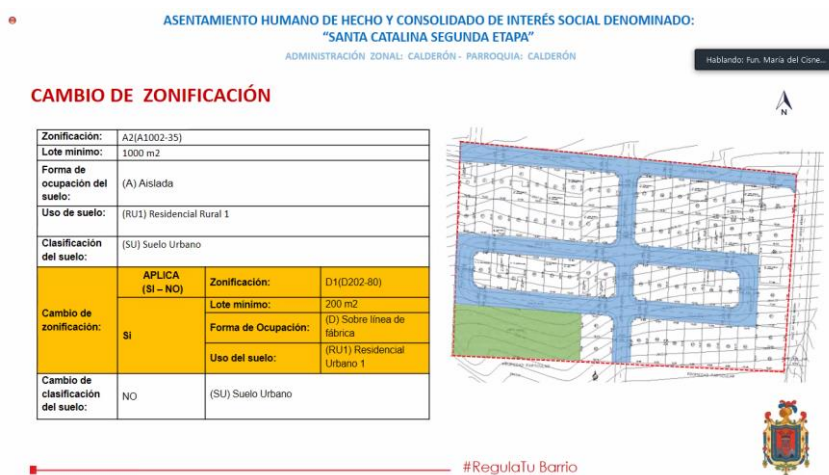 ASENTAMIENTO HUMANO DE HECHO Y CONSOLIDADO DE INTERÉS SOCIAL DENOMINADO:
“SANTA CATALINA SEGUNDA ETAPA”
ADMINISTRACIÓN ZONAL: CALDERÓN - PARROQUIA: CALDERÓN
Hablando: Fun. María del Cisne...
CAMBIO DE ZONIFICACIÓN
N
Zonificación: A2(A1002-35)
Lote mínimo: 1000 m2
Forma de
ocupación del
suelo:
(A) Aislada
Uso de suelo: (RU1) Residencial Rural 1
Clasificación
del suelo:
(SU) Suelo Urbano
Cambio de
zonificación:
APLICA
(SI – NO)
Zonificación: D1(D202-80)
Si
Lote mínimo: 200 m2
Forma de Ocupación: (D) Sobre línea de
fábrica
Uso del suelo: (RU1) Residencial
Urbano 1
Cambio de
clasificación
del suelo:
NO
(SU) Suelo Urbano
#RegulaTu Barrio